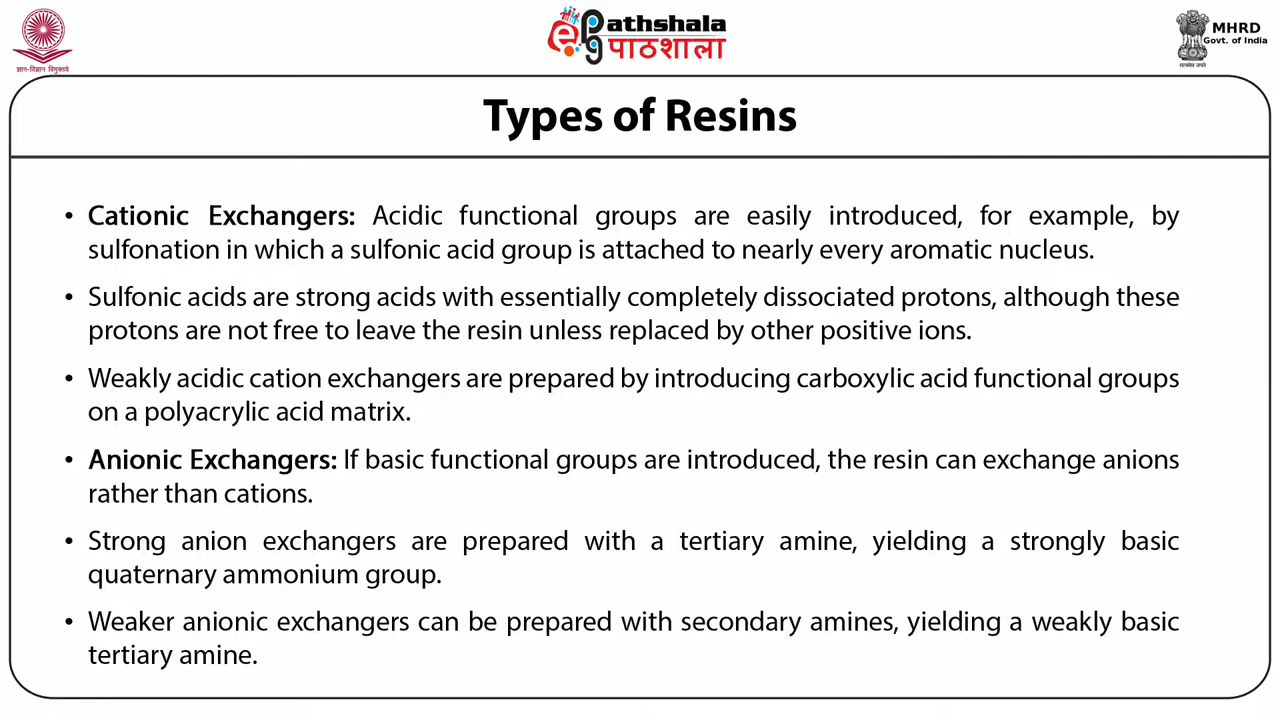 ज्ञान-विज्ञान विमुक्तये
ePG Pathshala
पाठशाला
MHRD
Govt. of India
सत्यमेव जयते
Types of Resins
• Cationic Exchangers: Acidic functional groups are easily introduced, for example, by
sulfonation in which a sulfonic acid group is attached to nearly every aromatic nucleus.
• Sulfonic acids are strong acids with essentially completely dissociated protons, although these
protons are not free to leave the resin unless replaced by other positive ions.
• Weakly acidic cation exchangers are prepared by introducing carboxylic acid functional groups
on a polyacrylic acid matrix.
• Anionic Exchangers: If basic functional groups are introduced, the resin can exchange anions
rather than cations.
• Strong anion exchangers are prepared with a tertiary amine, yielding a strongly basic
quaternary ammonium group.
• Weaker anionic exchangers can be prepared with secondary amines, yielding a weakly basic
tertiary amine.